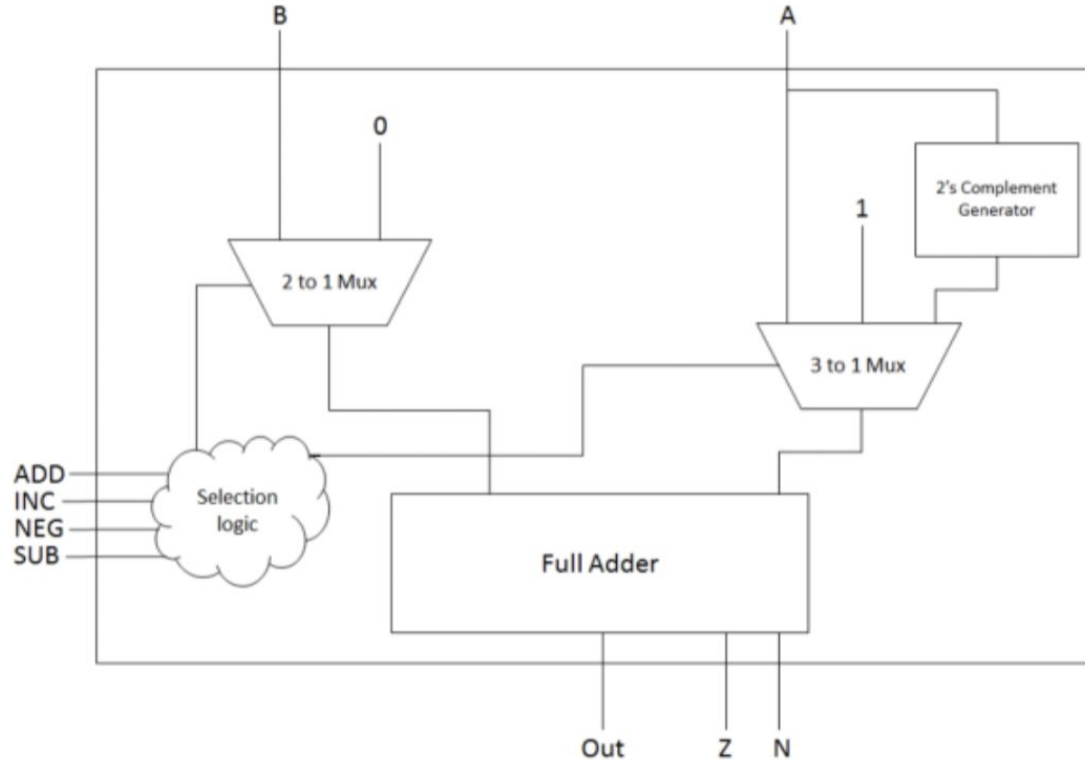 B
A
0
2's Complement
Generator
1
2 to 1 Mux
3 to 1 Mux
ADD
INC
NEG
SUB
Selection
logic
Full Adder
Out
Z
N